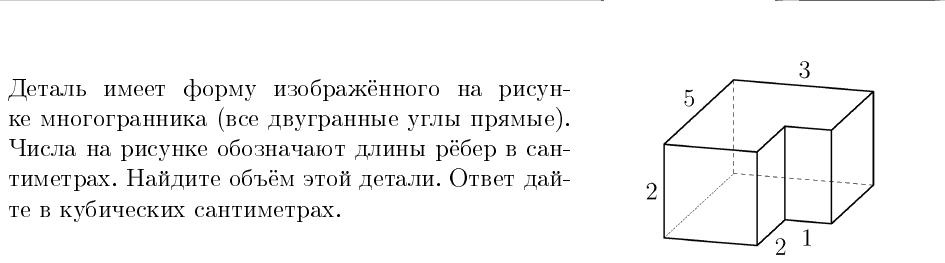 Деталь имеет форму изображённого на рисун-
ке многогранника (все двугранные углы прямые).
Числа на рисунке обозначают длины рёбер в сан-
тиметрах. Найдите объём этой детали. Ответ дай-
те в кубических сантиметрах.
3
5
2
1
2